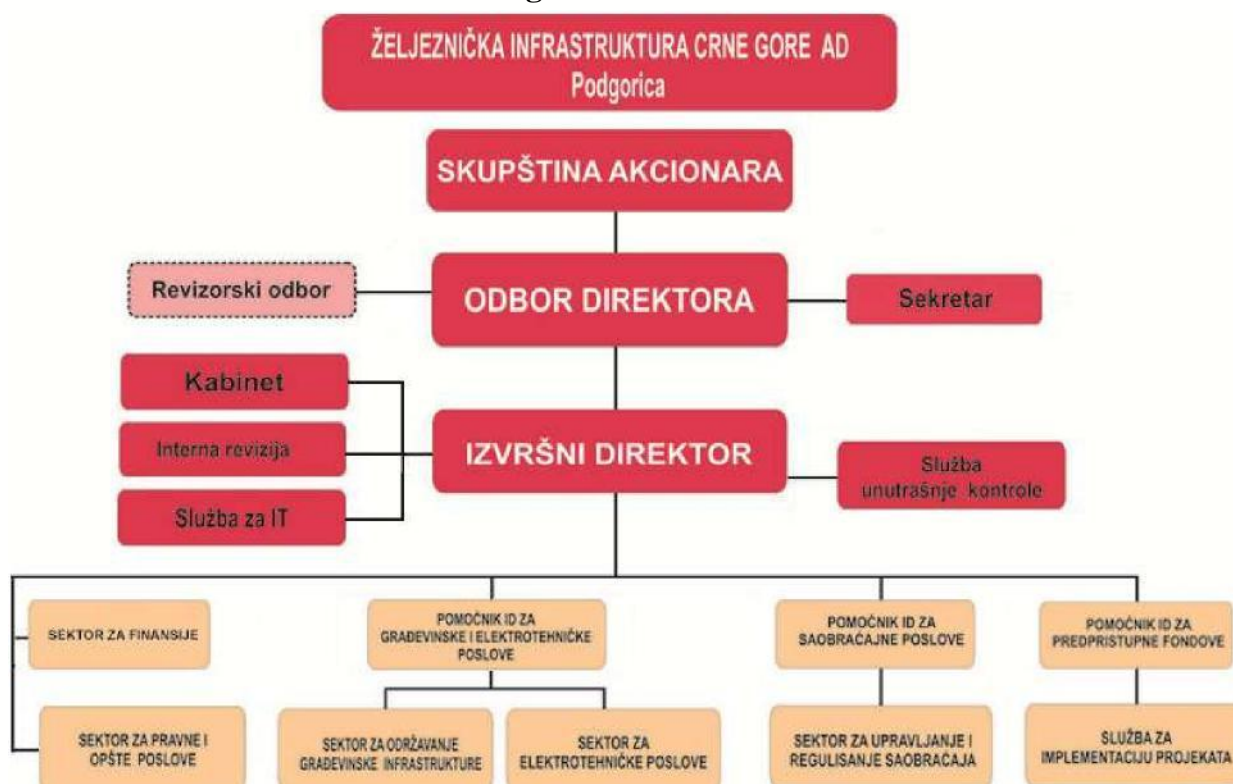 ŽELJEZNIČKA INFRASTRUKTURA CRNE GORE AD
Podgorica
SKUPŠTINA AKCIONARA
Revizorski odbor
ODBOR DIREKTORA
Sekretar
Kabinet
Interna revizija
IZVRŠNI DIREKTOR
Služba
unutrašnje kontrole
Služba za IT
SEKTOR ZA FINANSIJE
POMOĆNIK ID ZA
GRAĐEVINSKE I ELEKTROTEHNIČKE
POSLOVE
POMOĆNIK ID ZA
SAOBRAĆAJNE POSLOVE
POMOĆNIK ID ZA
PREDPRISTUPNE FONDOVE
SEKTOR ZA PRAVNE I
OPŠTE POSLOVE
SEKTOR ZA ODRŽAVANJE
GRAĐEVINSKE INFRASTRUKTURE
SEKTOR ZA
ELEKTROTEHNIČKE POSLOVE
SEKTOR ZA UPRAVLJANJE I
REGULISANJE SAOBRAĆAJA
SLUŽBA ZA
IMPLEMENTACIJU PROJEKATA